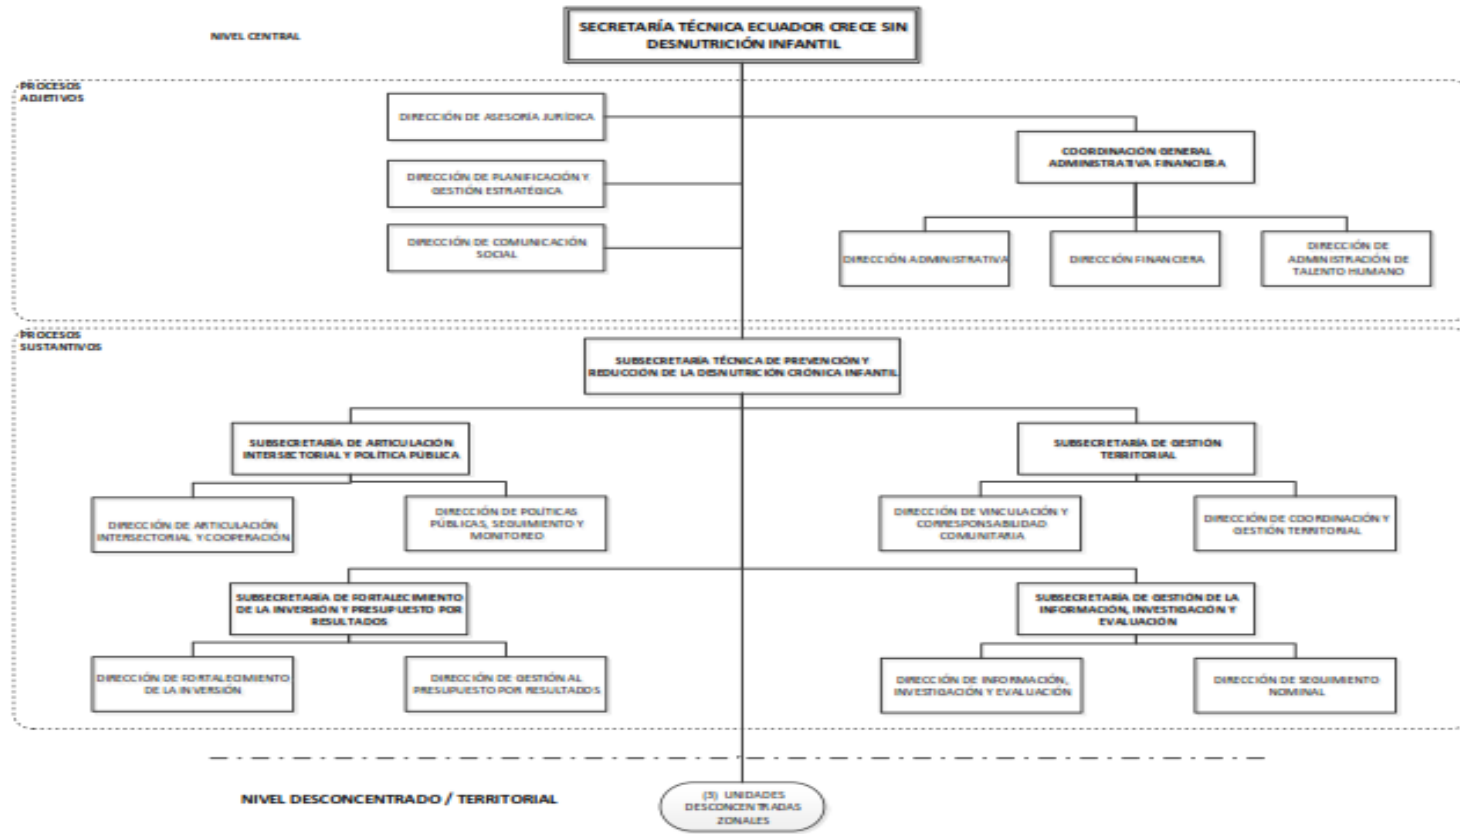 NIVEL CENTRAL
SECRETARÍA TÉCNICA ECUADOR CRECE SIN
DESNUTRICIÓN INFANTIL
PROCESOS
ADJETIVOS
DIRECCIÓN DE ASESORÍA JURÍDICA
DIRECCIÓN DE PLANIFICACIÓN Y
GESTIÓN ESTRATÉGICA
DIRECCIÓN DE COMUNICACIÓN
SOCIAL
COORDINACIÓN GENERAL
ADMINISTRATIVA FINANCIERA
DIRECCIÓN ADMINISTRATIVA
DIRECCIÓN FINANCIERA
DIRECCIÓN DE
ADMINISTRACIÓN DE
TALENTO HUMANO
PROCESOS
SUSTANTIVOS
SUBSECRETARÍA TÉCNICA DE PREVENCIÓN Y
REDUCCIÓN DE LA DESNUTRICIÓN CRÓNICA INFANTIL
SUBSECRETARÍA DE ARTICULACIÓN
INTERSECTORIAL Y POLÍTICA PÚBLICA
SUBSECRETARÍA DE GESTIÓN
TERRITORIAL
DIRECCIÓN DE ARTICULACIÓN
INTERSECTORIAL Y COOPERACIÓN
DIRECCIÓN DE POLÍTICAS
PÚBLICAS, SEGUIMIENTO Y
MONITOREO
DIRECCIÓN DE VINCULACIÓN Y
CORRESPONSABILIDAD
COMUNITARIA
DIRECCIÓN DE COORDINACIÓN Y
GESTIÓN TERRITORIAL
SUBSECRETARÍA DE FORTALECIMIENTO
DE LA INVERSIÓN Y PRESUPUESTO POR
RESULTADOS
SUBSECRETARÍA DE GESTIÓN DE LA
INFORMACIÓN, INVESTIGACIÓN Y
EVALUACIÓN
DIRECCIÓN DE FORTALECIMIENTO
DE LA INVERSIÓN
DIRECCIÓN DE GESTIÓN AL
PRESUPUESTO POR RESULTADOS
DIRECCIÓN DE INFORMACIÓN,
INVESTIGACIÓN Y EVALUACIÓN
DIRECCIÓN DE SEGUIMIENTO
NOMINAL
NIVEL DESCONCENTRADO / TERRITORIAL
(3) UNIDADES
DESCONCENTRADAS
ZONALES